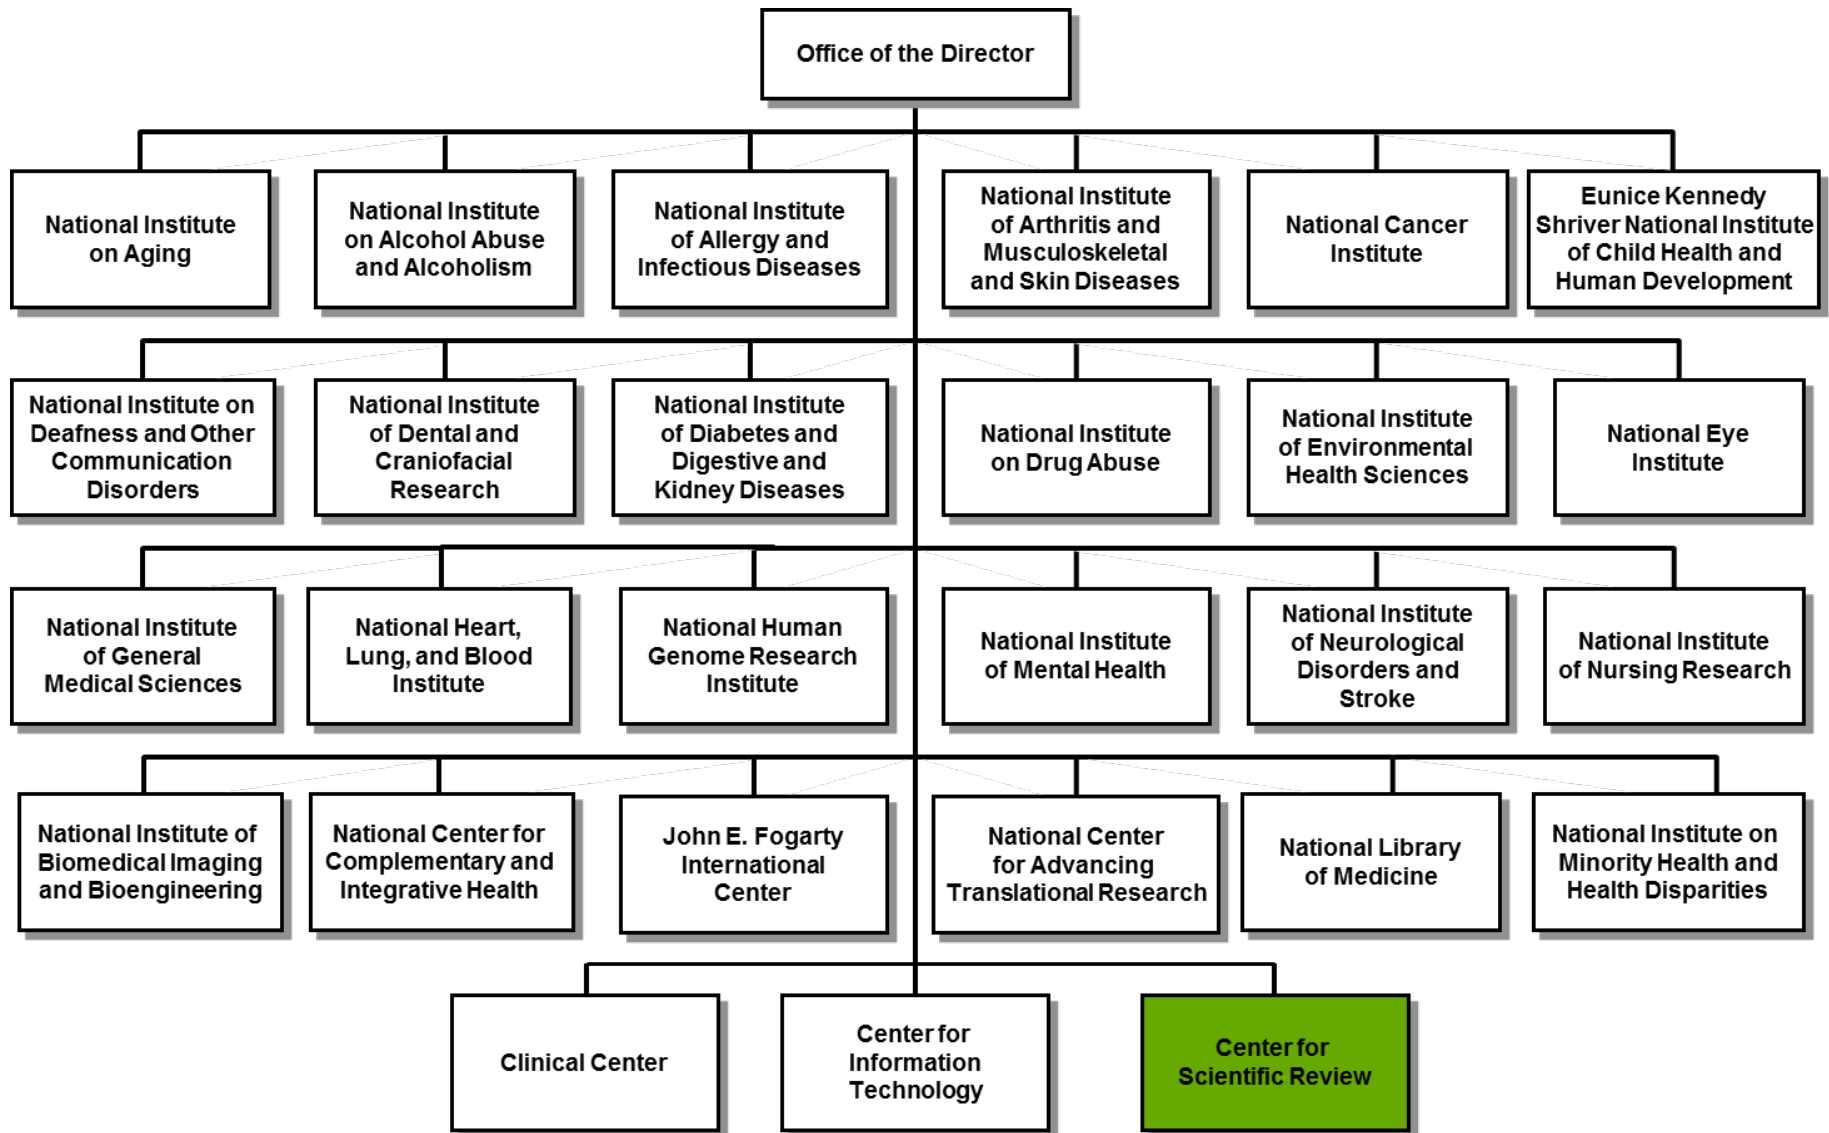 Office of the Director
National Institute
on Aging
National Institute
on Alcohol Abuse
and Alcoholism
National Institute
of Allergy and
Infectious Diseases
National Institute
of Arthritis and
Musculoskeletal
and Skin Diseases
National Cancer
Institute
Eunice Kennedy
Shriver National Institute
of Child Health and
Human Development
National Institute on
Deafness and Other
Communication
Disorders
National Institute
of Dental and
Craniofacial
Research
National Institute
of Diabetes and
Digestive and
Kidney Diseases
National Institute
on Drug Abuse
National Institute
of Environmental
Health Sciences
National Eye
Institute
National Institute
of General
Medical Sciences
National Heart,
Lung, and Blood
Institute
National Human
Genome Research
Institute
National Institute
of Mental Health
National Institute
of Neurological
Disorders and
Stroke
National Institute
of Nursing Research
National Institute of
Biomedical Imaging
and Bioengineering
National Center for
Complementary and
Integrative Health
John E. Fogarty
International
Center
National Center
for Advancing
Translational Research
National Library
of Medicine
National Institute on
Minority Health and
Health Disparities
Clinical Center
Center for
Information
Technology
Center for
Scientific Review